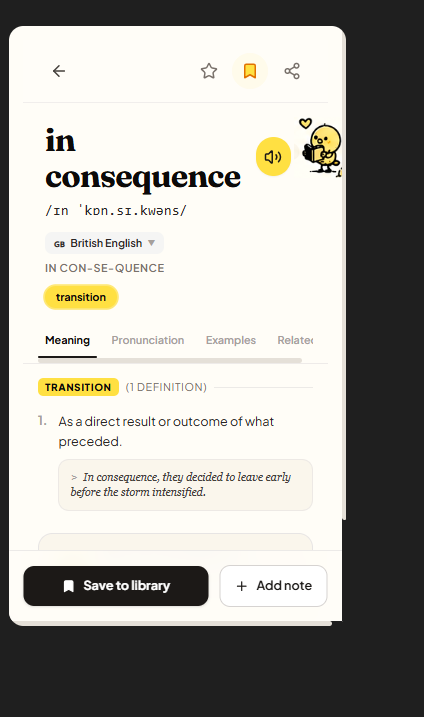 in
consequence
/ɪn ˈkɒn.sɪ.kwəns/
GB British English ▼
IN CON-SE-QUENCE
transition
Meaning Pronunciation Examples Relate
TRANSITION (1 DEFINITION)
1. As a direct result or outcome of what
preceded.
> In consequence, they decided to leave early
before the storm intensified.
Save to library + Add note